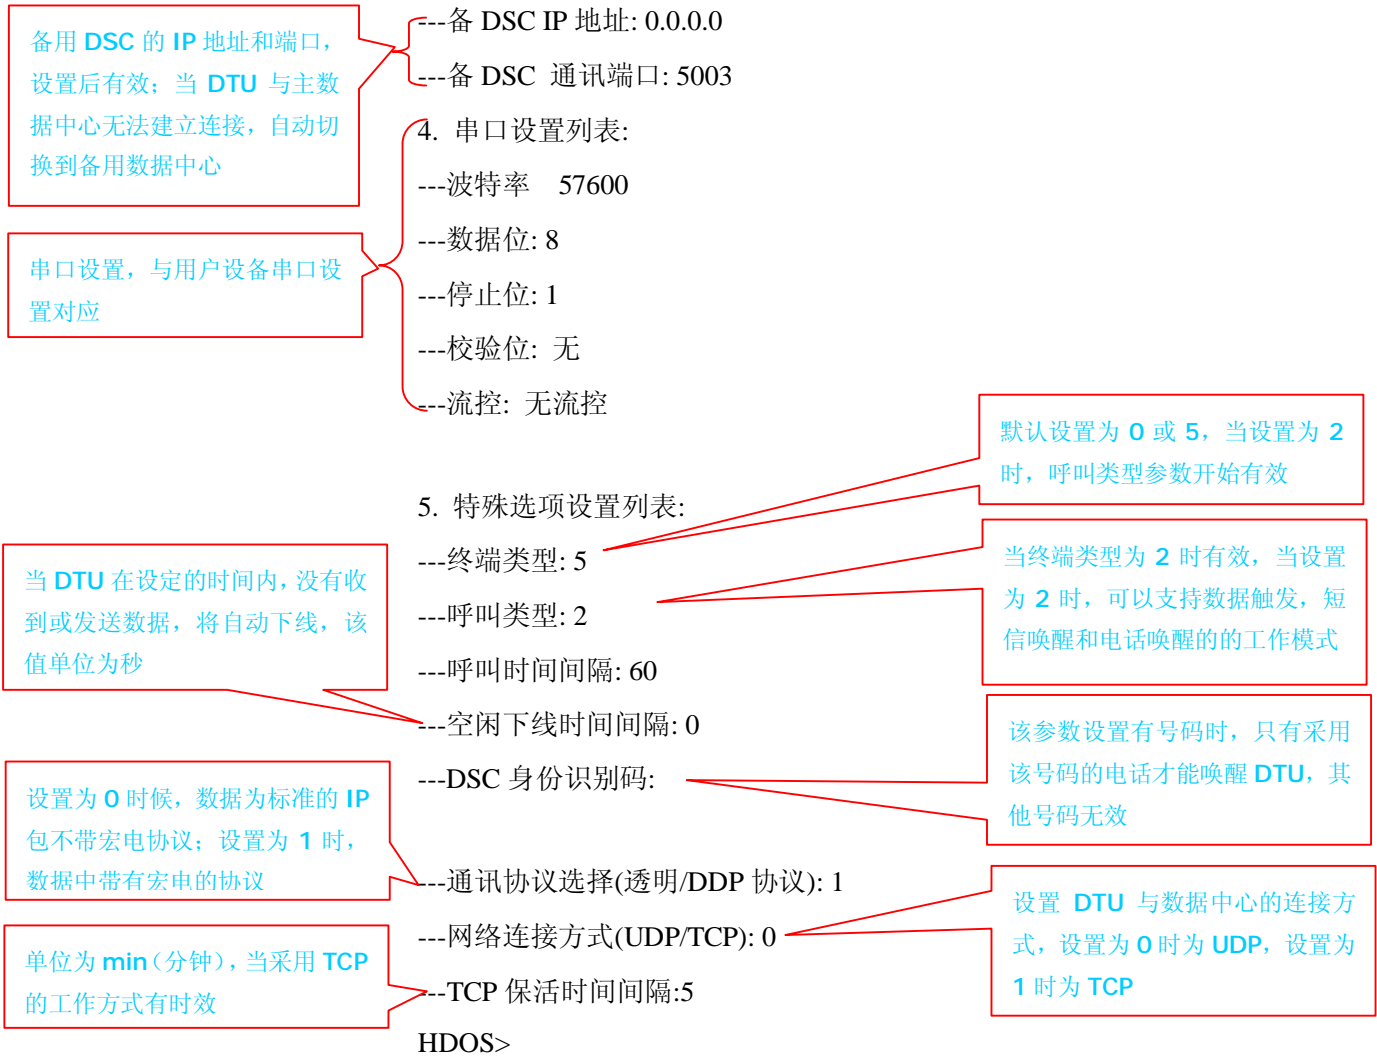 ---备 DSC IP 地址: 0.0.0.0
---备 DSC 通讯端口: 5003
备用 DSC 的 IP 地址和端口，
设置后有效；当 DTU 与主数
据中心无法建立连接，自动切
换到备用数据中心
4. 串口设置列表:
---波特率 57600
---数据位: 8
---停止位: 1
---校验位: 无
---流控: 无流控
串口设置，与用户设备串口设
置对应
5. 特殊选项设置列表:
---终端类型: 5
默认设置为 0 或 5，当设置为 2
时，呼叫类型参数开始有效
---呼叫类型: 2
当终端类型为 2 时有效，当设置
为 2 时，可以支持数据触发，短
信唤醒和电话唤醒的的工作模式
---呼叫时间间隔: 60
---空闲下线时间间隔: 0
当 DTU 在设定的时间内，没有收
到或发送数据，将自动下线，该
值单位为秒
---DSC 身份识别码:
该参数设置有号码时，只有采用
该号码的电话才能唤醒 DTU，其
他号码无效
---通讯协议选择(透明/DDP 协议): 1
设置为 0 时候，数据为标准的 IP
包不带宏电协议；设置为 1 时，
数据中带有宏电的协议
---网络连接方式(UDP/TCP): 0
设置 DTU 与数据中心的连接方
式，设置为 0 时为 UDP，设置为
1 时为 TCP
---TCP 保活时间间隔:5
单位为 min（分钟），当采用 TCP
的工作方式有时效
HDOS>